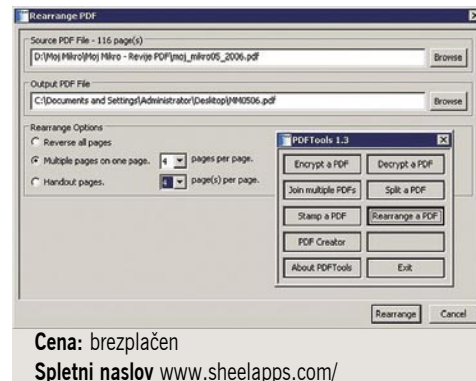 Rearrange PDF
Source PDF File - 116 page(s)
D:\Moj Mikro\Moj Mikro - Revije PDF\moj_mikro05_2006.pdf
Browse
Output PDF File
C:\Documents and Settings\Administrator\Desktop\MM0506.pdf
Browse
Rearrange Options
Reverse all pages
Multiple pages on one page. 4 pages per page.
Handout pages. 4 page(s) per page.
PDFTools 1.3
Encrypt a PDF Decrypt a PDF
Join multiple PDFs Split a PDF
Stamp a PDF Rearrange a PDF
PDF Creator
About PDFTools Exit
Rearrange Cancel
Cena: brezplačen
Spletni naslov www.sheelapps.com/